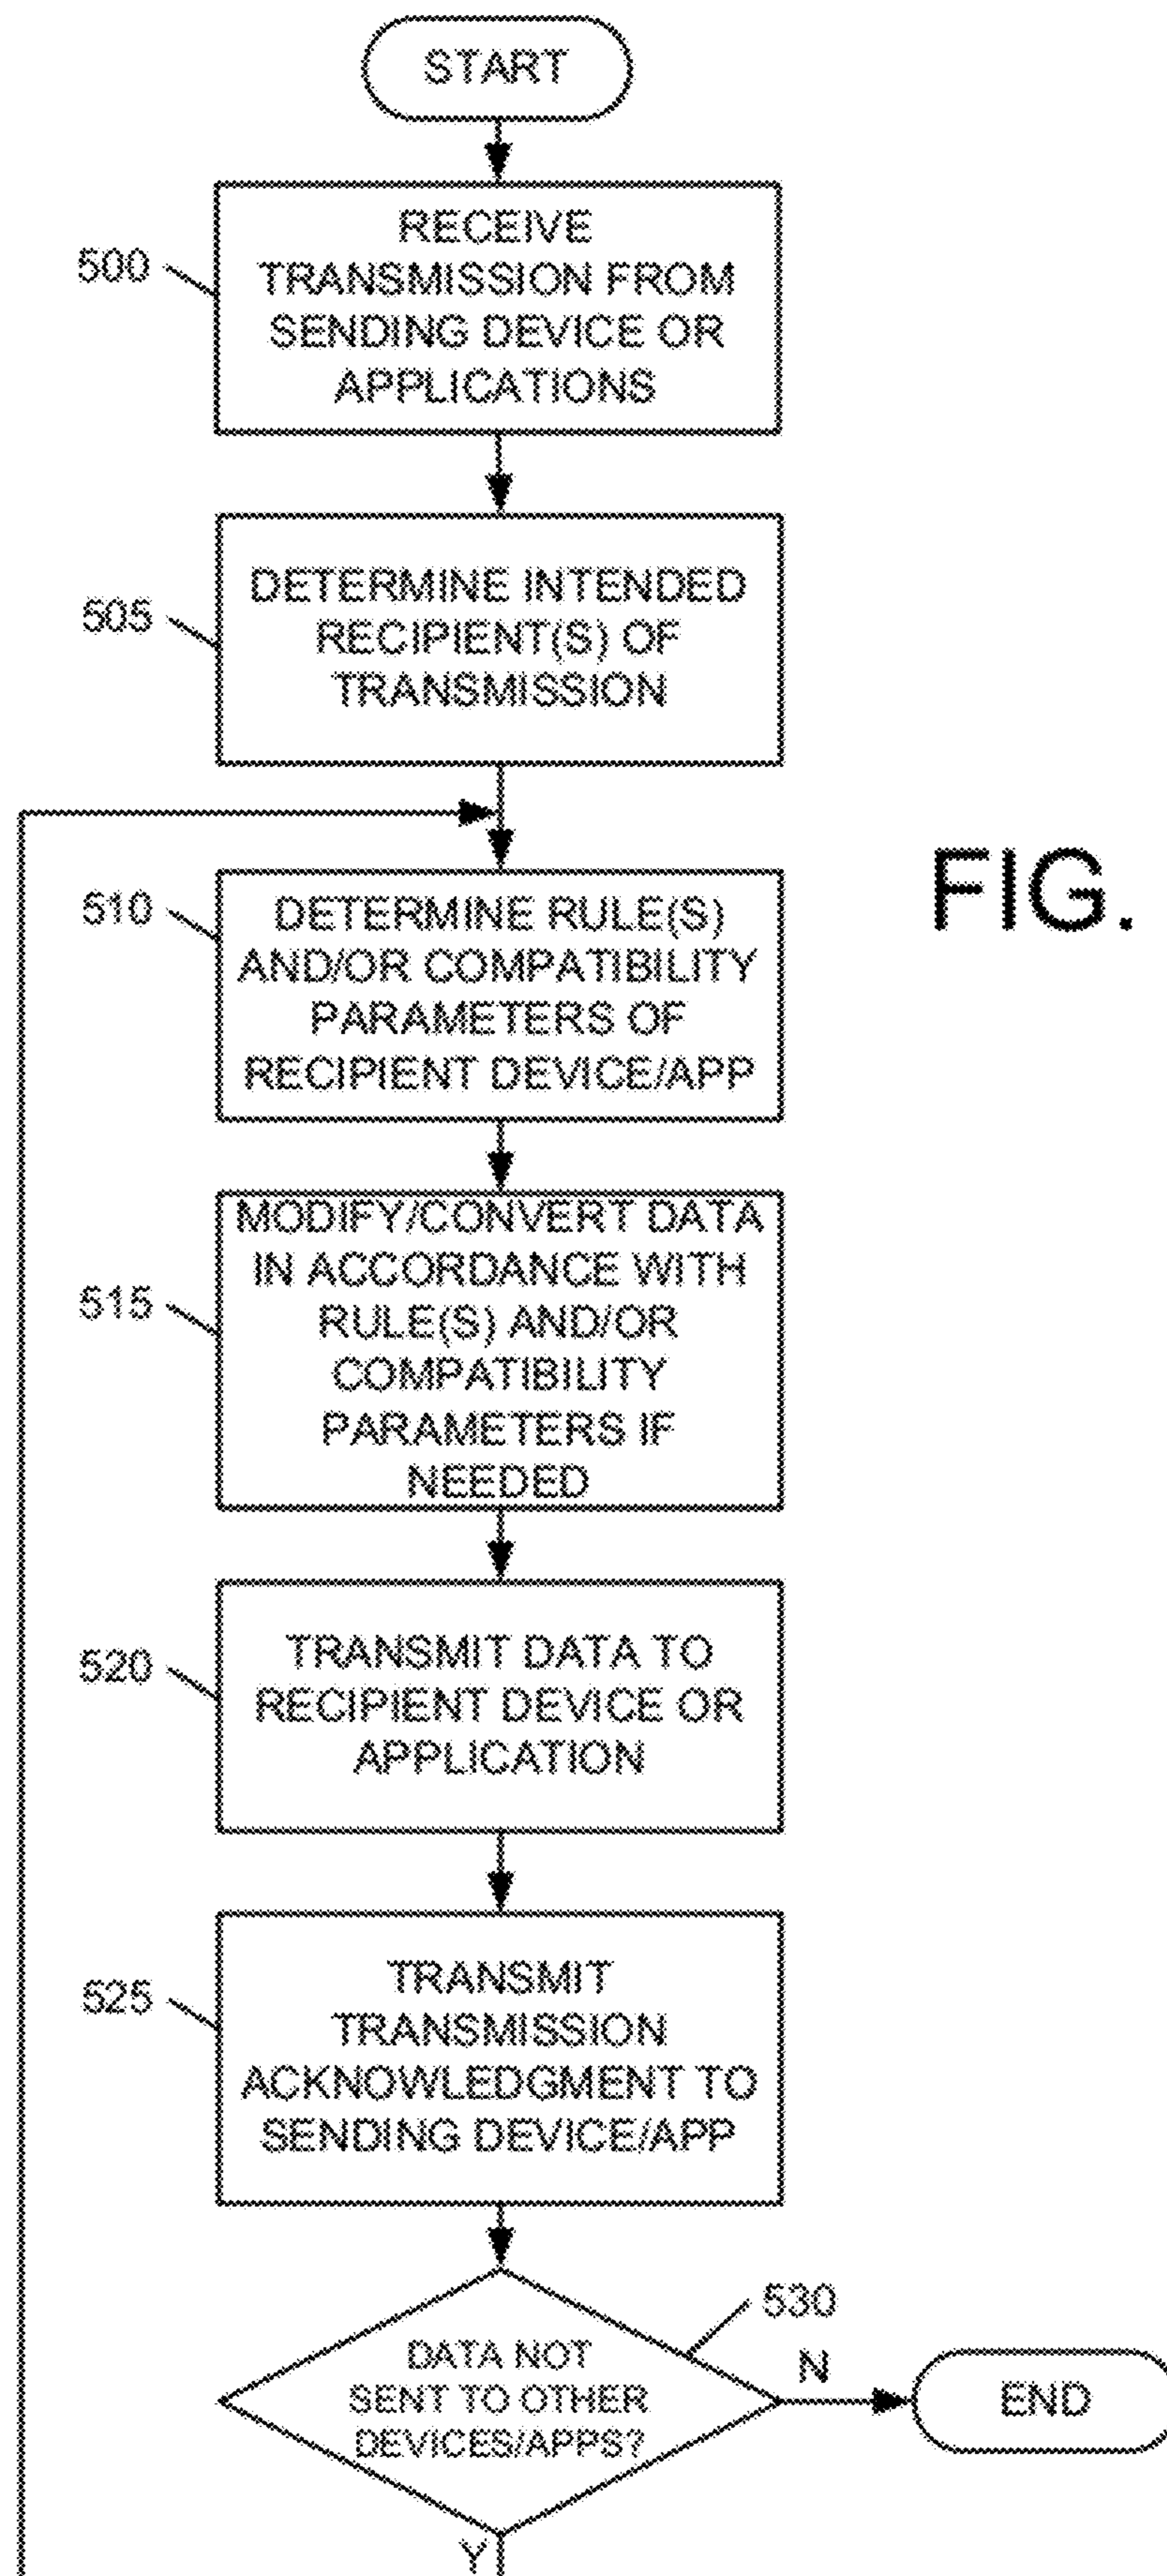 START
500
RECEIVE
TRANSMISSION FROM
SENDING DEVICE OR
APPLICATIONS
505
DETERMINE INTENDED
RECIPIENT(S) OF
TRANSMISSION
FIG.
510
DETERMINE RULE(S)
AND/OR COMPATIBILITY
PARAMETERS OF
RECIPIENT DEVICE/APP
515
MODIFY/CONVERT DATA
IN ACCORDANCE WITH
RULE(S) AND/OR
COMPATIBILITY
PARAMETERS IF
NEEDED
520
TRANSMIT DATA TO
RECIPIENT DEVICE OR
APPLICATION
525
TRANSMIT
TRANSMISSION
ACKNOWLEDGMENT TO
SENDING DEVICE/APP
530
DATA NOT
SENT TO OTHER
DEVICES/APPS?
N
END
Y